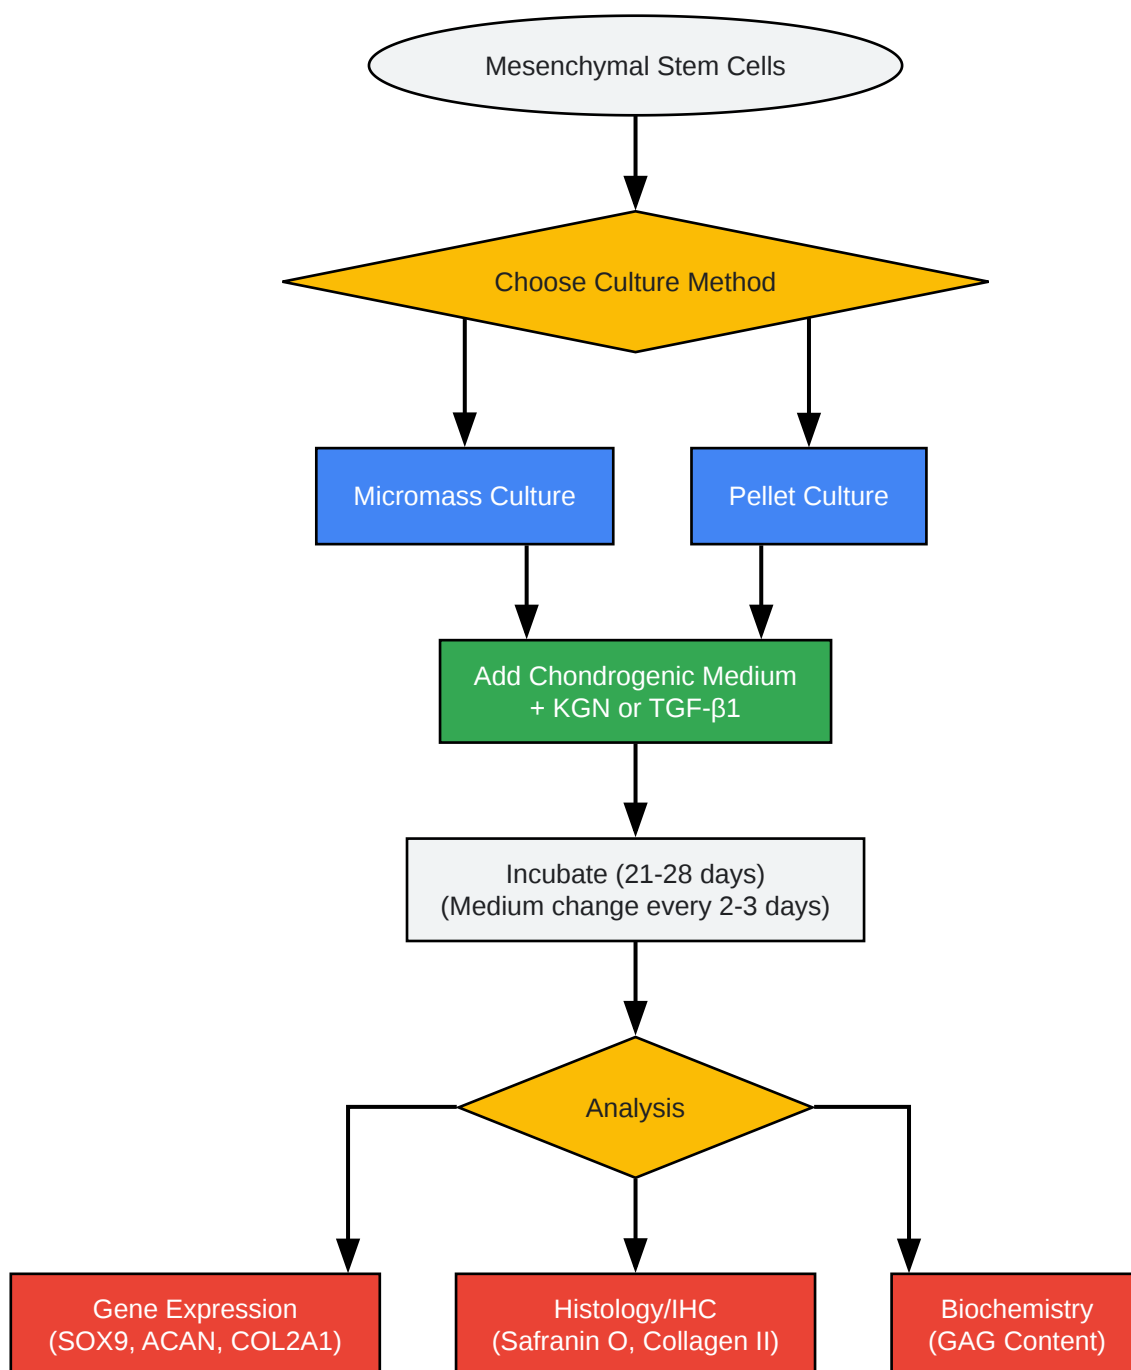 Mesenchymal Stem Cells
Choose Culture Method
Micromass Culture
Pellet Culture
Add Chondrogenic Medium
+ KGN or TGF-β1
Incubate (21-28 days)
(Medium change every 2-3 days)
Analysis
Gene Expression
(SOX9, ACAN, COL2A1)
Histology/IHC
(Safranin O, Collagen II)
Biochemistry
(GAG Content)